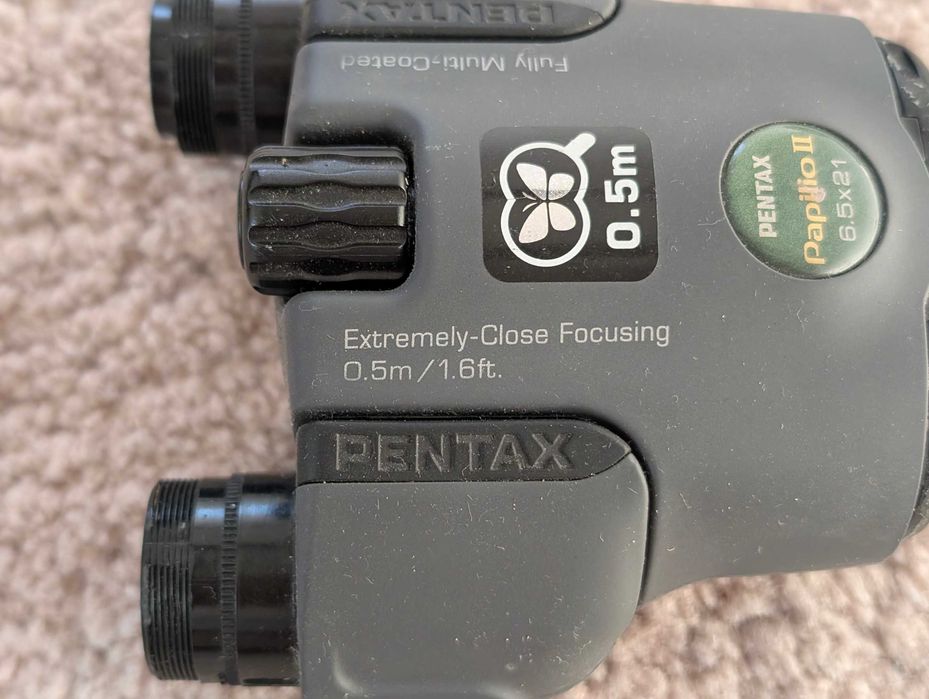 PENTAX
Fully Multi-Coated
0.5m
PENTAX
Papilio II
6.5x21
Extremely-Close Focusing
0.5m/1.6ft.
PENTAX